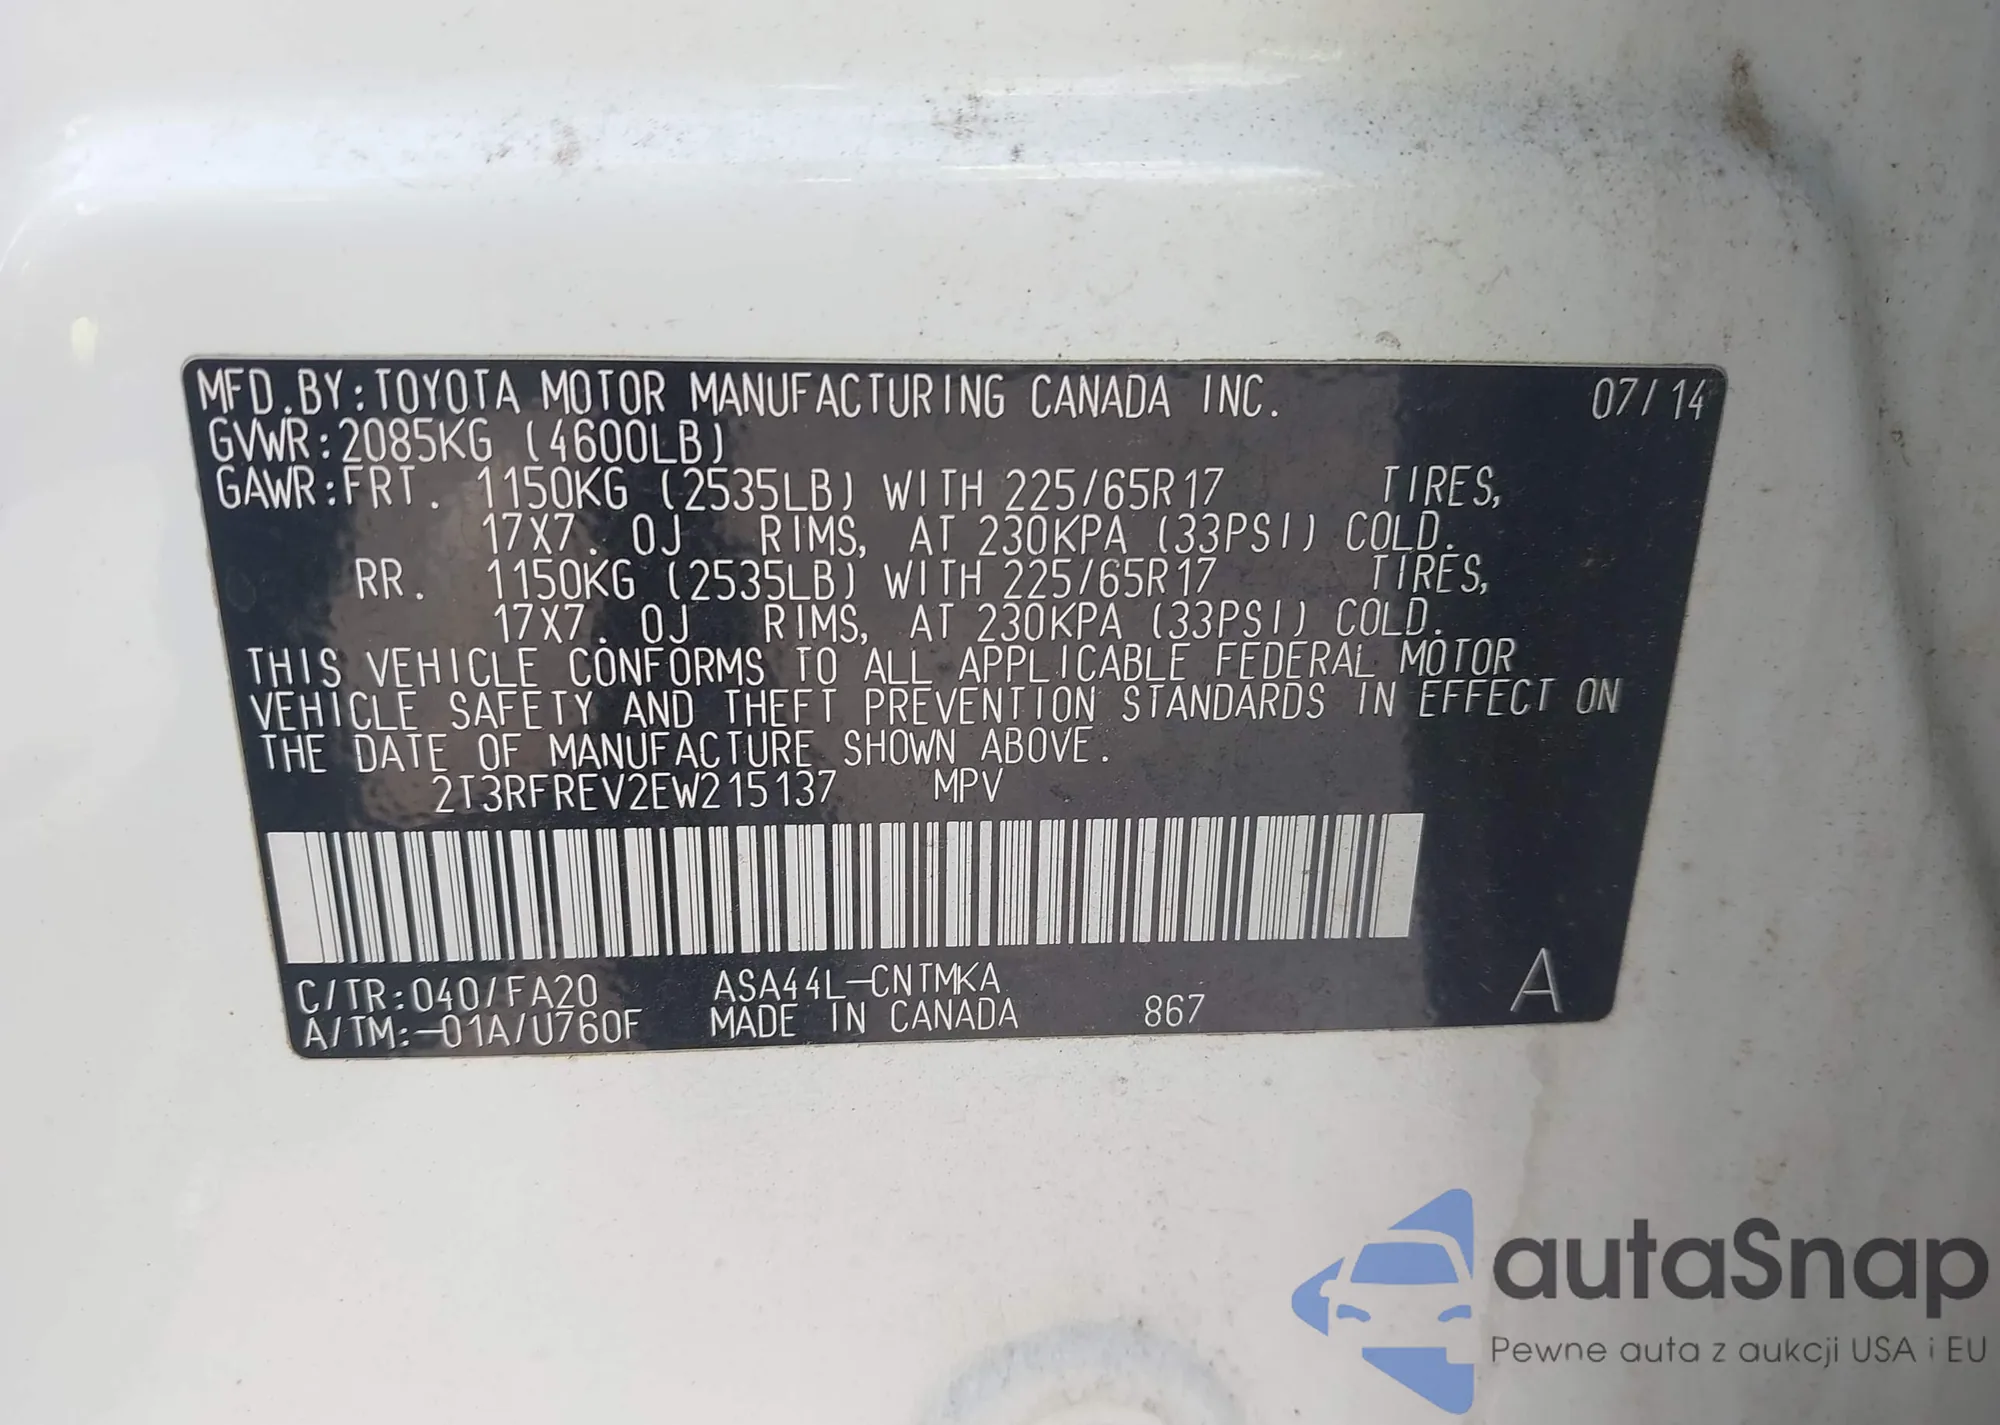 MFD.BY:TOYOTA MOTOR MANUFACTURING CANADA INC. 07/14
GVWR:2085KG (4600LB)
GAWR:FRT. 1150KG (2535LB) WITH 225/65R17 TIRES,
17X7.0J RIMS, AT 230KPA (33PSI) COLD.
RR. 1150KG (2535LB) WITH 225/65R17 TIRES,
17X7.0J RIMS, AT 230KPA (33PSI) COLD.
THIS VEHICLE CONFORMS TO ALL APPLICABLE FEDERAL MOTOR
VEHICLE SAFETY AND THEFT PREVENTION STANDARDS IN EFFECT ON
THE DATE OF MANUFACTURE SHOWN ABOVE.
2T3RFREV2EW215137 MPV
C/TR:040/FA20 ASA44L-CNTMKA A
A/TM:-01A/U760F MADE IN CANADA 867
autaSnap
Pewne auta z aukcji USA i EU